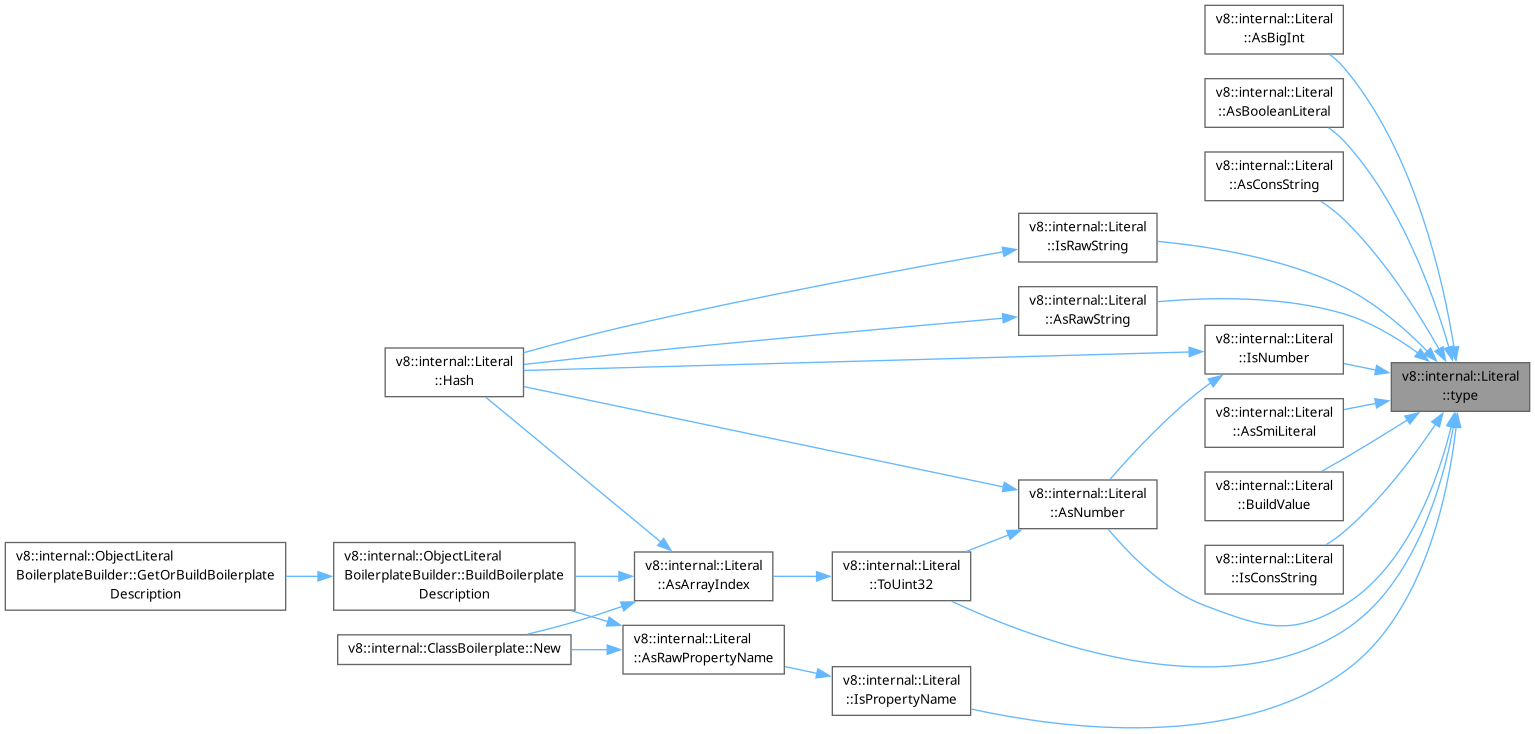 v8::internal::Literal
::AsBigInt
v8::internal::Literal
::AsBooleanLiteral
v8::internal::Literal
::AsConsString
v8::internal::Literal
::IsRawString
v8::internal::Literal
::AsRawString
v8::internal::Literal
::IsNumber
v8::internal::Literal
::Hash
v8::internal::Literal
::type
v8::internal::Literal
::AsSmiLiteral
v8::internal::Literal
::BuildValue
v8::internal::Literal
::AsNumber
v8::internal::Literal
::IsConsString
v8::internal::ObjectLiteral
BoilerplateBuilder::GetOrBuildBoilerplate
Description
v8::internal::ObjectLiteral
BoilerplateBuilder::BuildBoilerplate
Description
v8::internal::Literal
::AsArrayIndex
v8::internal::Literal
::ToUint32
v8::internal::ClassBoilerplate::New
v8::internal::Literal
::AsRawPropertyName
v8::internal::Literal
::IsPropertyName